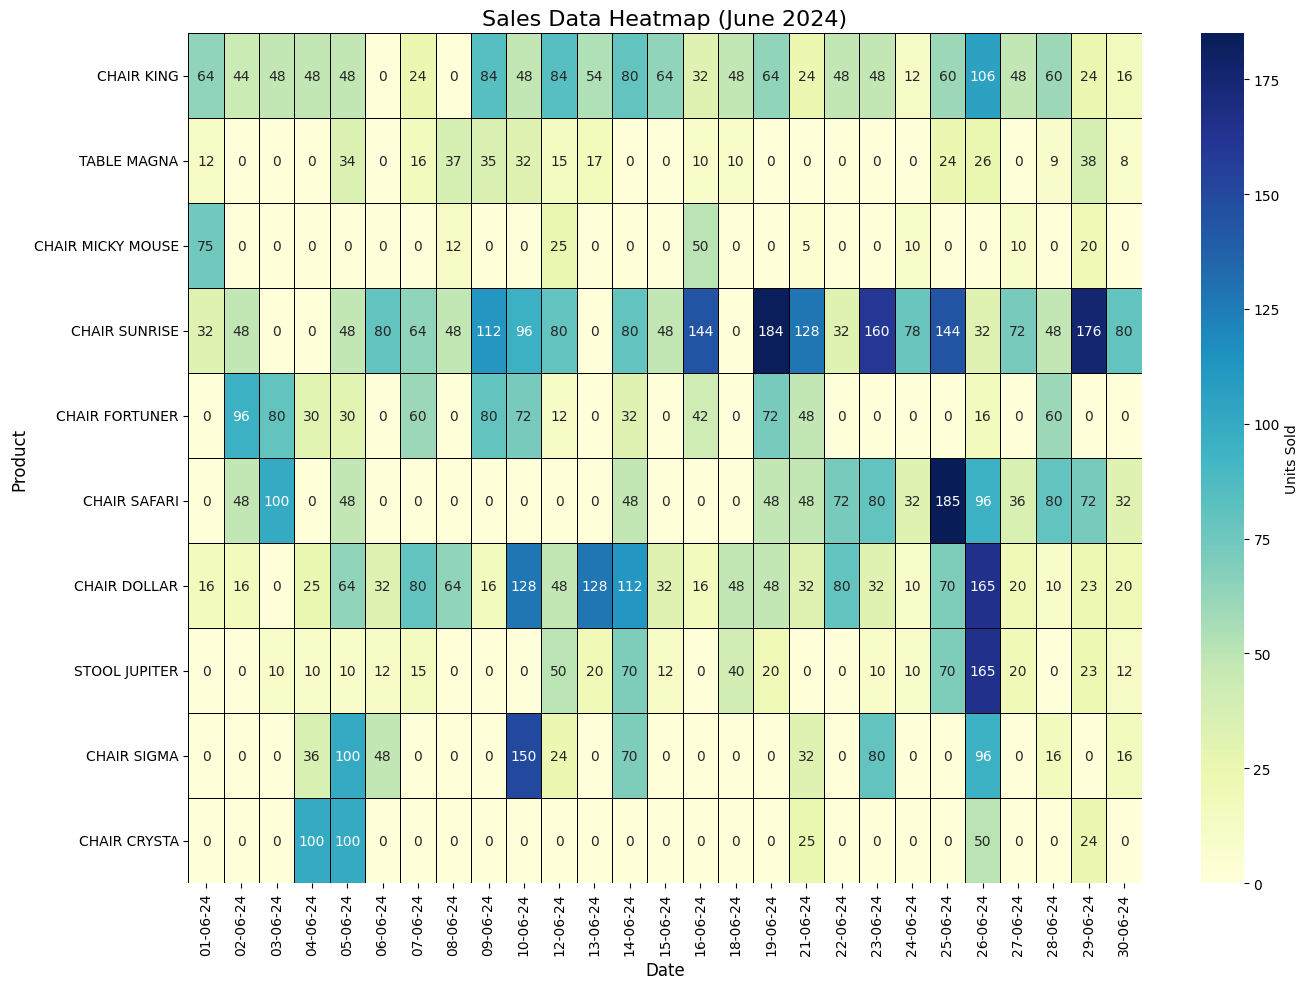 Sales Data Heatmap (June 2024)
CHAIR KING 64 44 48 48 48 0 24 0 84 48 84 54 80 64 32 48 64 24 48 48 12 60 106 48 60 24 16
TABLE MAGNA 12 0 0 0 34 0 16 37 35 32 15 17 0 0 10 10 0 0 0 0 0 24 26 0 9 38 8
CHAIR MICKY MOUSE 75 0 0 0 0 0 0 12 0 0 25 0 0 0 50 0 0 5 0 0 10 0 0 10 0 20 0
CHAIR SUNRISE 32 48 0 0 48 80 64 48 112 96 80 0 80 48 144 0 184 128 32 160 78 144 32 72 48 176 80
CHAIR FORTUNER 0 96 80 30 30 0 60 0 80 72 12 0 32 0 42 0 72 48 0 0 0 0 16 0 60 0 0
CHAIR SAFARI 0 48 100 0 48 0 0 0 0 0 0 0 48 0 0 0 48 48 72 80 32 185 96 36 80 72 32
CHAIR DOLLAR 16 16 0 25 64 32 80 64 16 128 48 128 112 32 16 48 48 32 80 32 10 70 165 20 10 23 20
STOOL JUPITER 0 0 10 10 10 12 15 0 0 0 50 20 70 12 0 40 20 0 0 10 10 70 165 20 0 23 12
CHAIR SIGMA 0 0 0 36 100 48 0 0 0 150 24 0 70 0 0 0 0 32 0 80 0 0 96 0 16 0 16
CHAIR CRYSTA 0 0 0 100 100 0 0 0 0 0 0 0 0 0 0 0 0 25 0 0 0 0 50 0 0 24 0
01-06-24 02-06-24 03-06-24 04-06-24 05-06-24 06-06-24 07-06-24 08-06-24 09-06-24 10-06-24 12-06-24 13-06-24 14-06-24 15-06-24 16-06-24 18-06-24 19-06-24 21-06-24 22-06-24 23-06-24 24-06-24 25-06-24 26-06-24 27-06-24 28-06-24 29-06-24 30-06-24
Date
Product
175
150
125
100
75
50
25
0
Units Sold